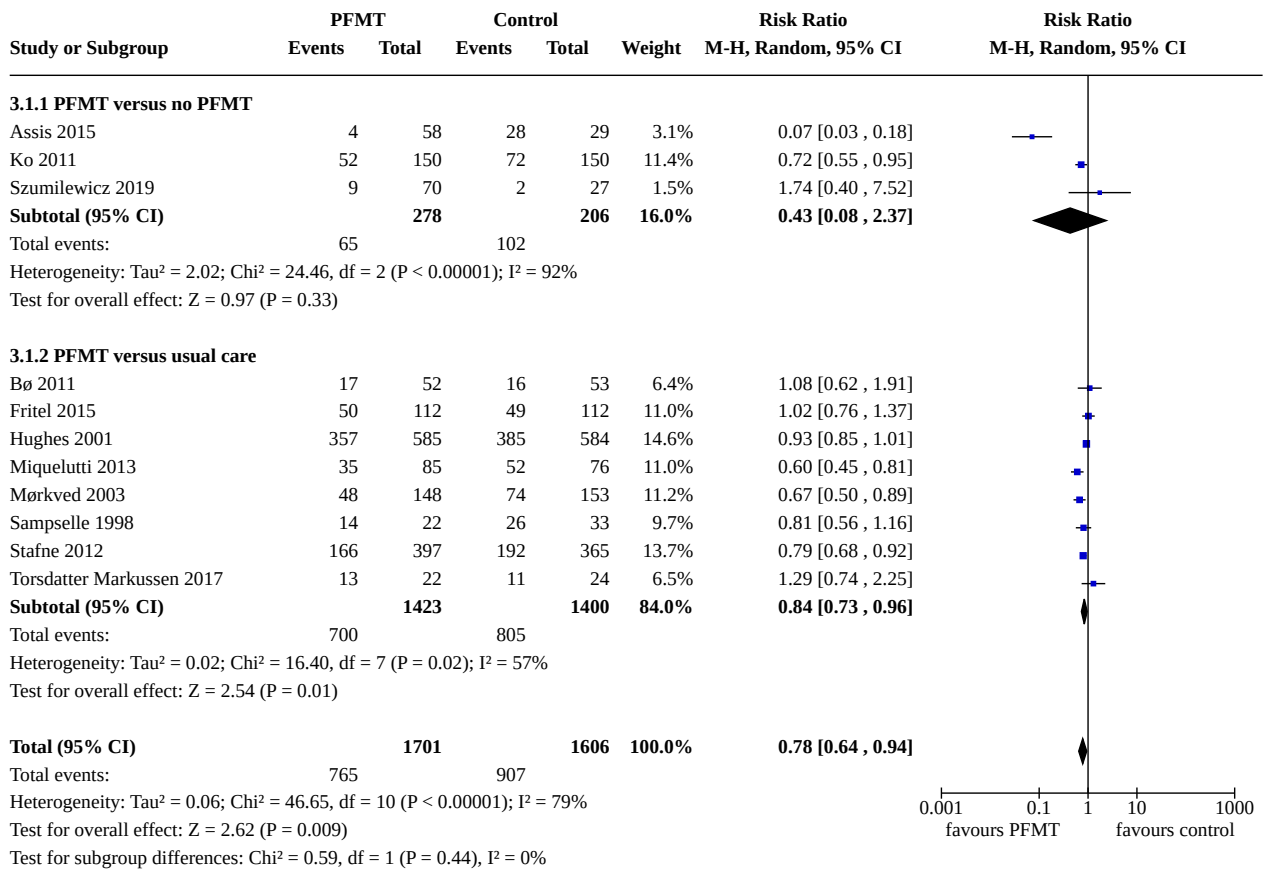 PFMT Control Risk Ratio Risk Ratio
Study or Subgroup Events Total Events Total Weight M-H, Random, 95% CI M-H, Random, 95% CI
3.1.1 PFMT versus no PFMT
Assis 2015 4 58 28 29 3.1% 0.07 [0.03 , 0.18]
Ko 2011 52 150 72 150 11.4% 0.72 [0.55 , 0.95]
Szumilewicz 2019 9 70 2 27 1.5% 1.74 [0.40 , 7.52]
Subtotal (95% CI) 278 206 16.0% 0.43 [0.08 , 2.37]
Total events: 65 102
Heterogeneity: Tau² = 2.02; Chi² = 24.46, df = 2 (P < 0.00001); I² = 92%
Test for overall effect: Z = 0.97 (P = 0.33)
3.1.2 PFMT versus usual care
Bø 2011 17 52 16 53 6.4% 1.08 [0.62 , 1.91]
Fritel 2015 50 112 49 112 11.0% 1.02 [0.76 , 1.37]
Hughes 2001 357 585 385 584 14.6% 0.93 [0.85 , 1.01]
Miquelutti 2013 35 85 52 76 11.0% 0.60 [0.45 , 0.81]
Mørkved 2003 48 148 74 153 11.2% 0.67 [0.50 , 0.89]
Sampselle 1998 14 22 26 33 9.7% 0.81 [0.56 , 1.16]
Stafne 2012 166 397 192 365 13.7% 0.79 [0.68 , 0.92]
Torsdatter Markussen 2017 13 22 11 24 6.5% 1.29 [0.74 , 2.25]
Subtotal (95% CI) 1423 1400 84.0% 0.84 [0.73 , 0.96]
Total events: 700 805
Heterogeneity: Tau² = 0.02; Chi² = 16.40, df = 7 (P = 0.02); I² = 57%
Test for overall effect: Z = 2.54 (P = 0.01)
Total (95% CI) 1701 1606 100.0% 0.78 [0.64 , 0.94]
Total events: 765 907
Heterogeneity: Tau² = 0.06; Chi² = 46.65, df = 10 (P < 0.00001); I² = 79%
Test for overall effect: Z = 2.62 (P = 0.009)
Test for subgroup differences: Chi² = 0.59, df = 1 (P = 0.44), I² = 0%
0.001 0.1 1 10 1000
favours PFMT favours control